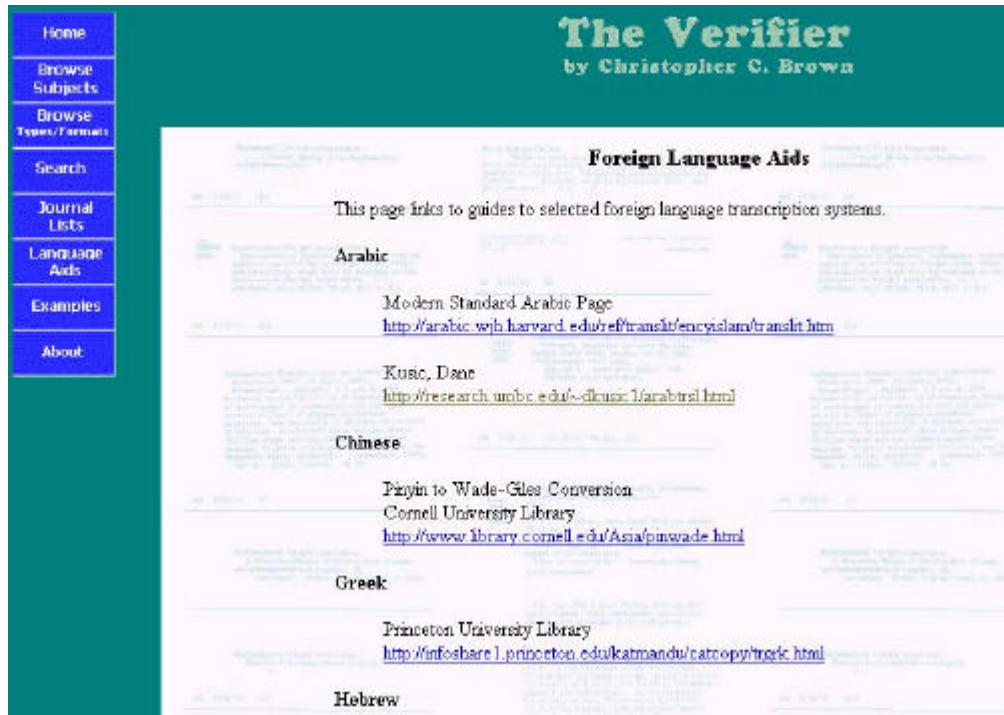 The Verifier
by Christopher C. Brown
Home
Browse
Subjects
Browse
Types/Formats
Search
Journal
Lists
Language
Aids
Examples
About
Foreign Language Aids
This page links to guides to selected foreign language transcription systems.
Arabic
Modern Standard Arabic Page
http://arabic.wjh.harvard.edu/ref/translit/encyislam/translit.htm
Kusic, Dane
http://research.umbc.edu/~dkusic1/arabtrsl.html
Chinese
Pinyin to Wade-Giles Conversion
Cornell University Library
http://www.library.cornell.edu/Asia/pinwade.html
Greek
Princeton University Library
http://infoshare1.princeton.edu/katmandu/catcopy/trgrk.html
Hebrew